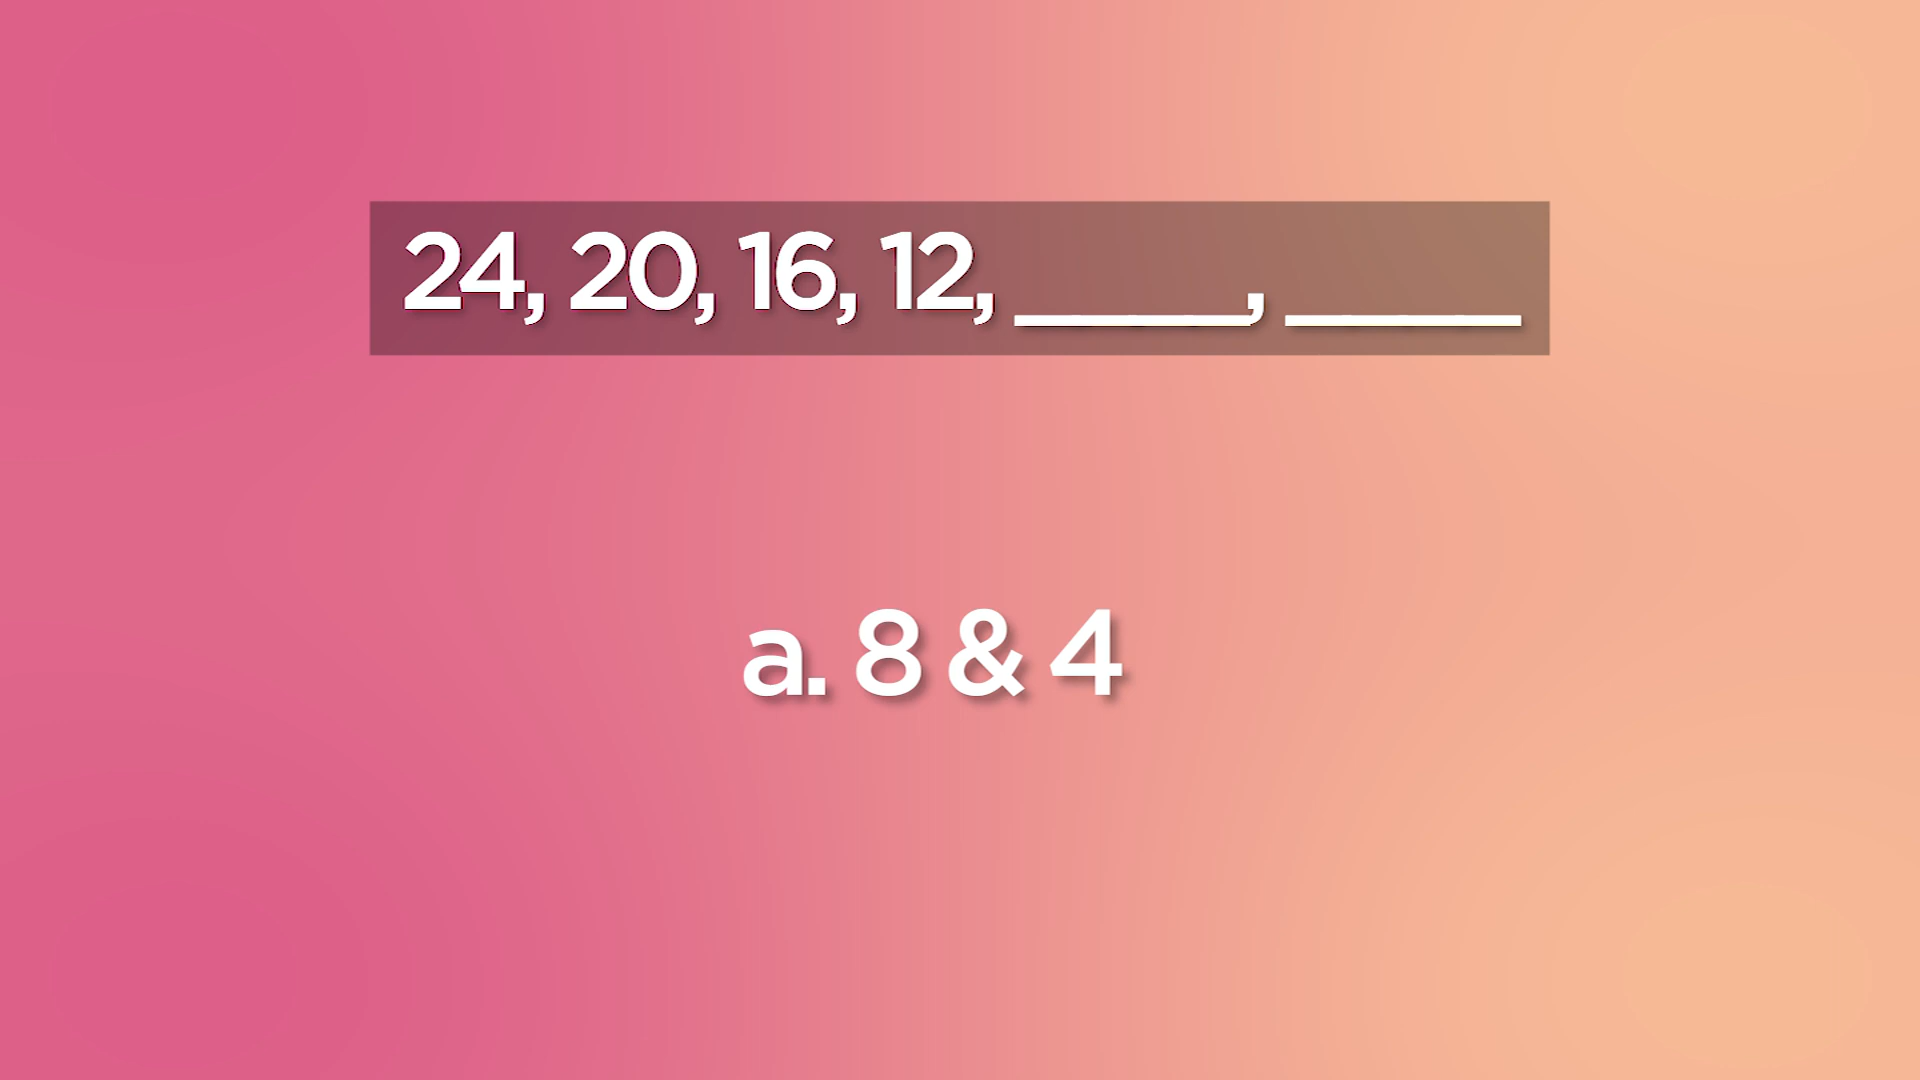 24, 20, 16, 12, _____, _____
a. 8 & 4